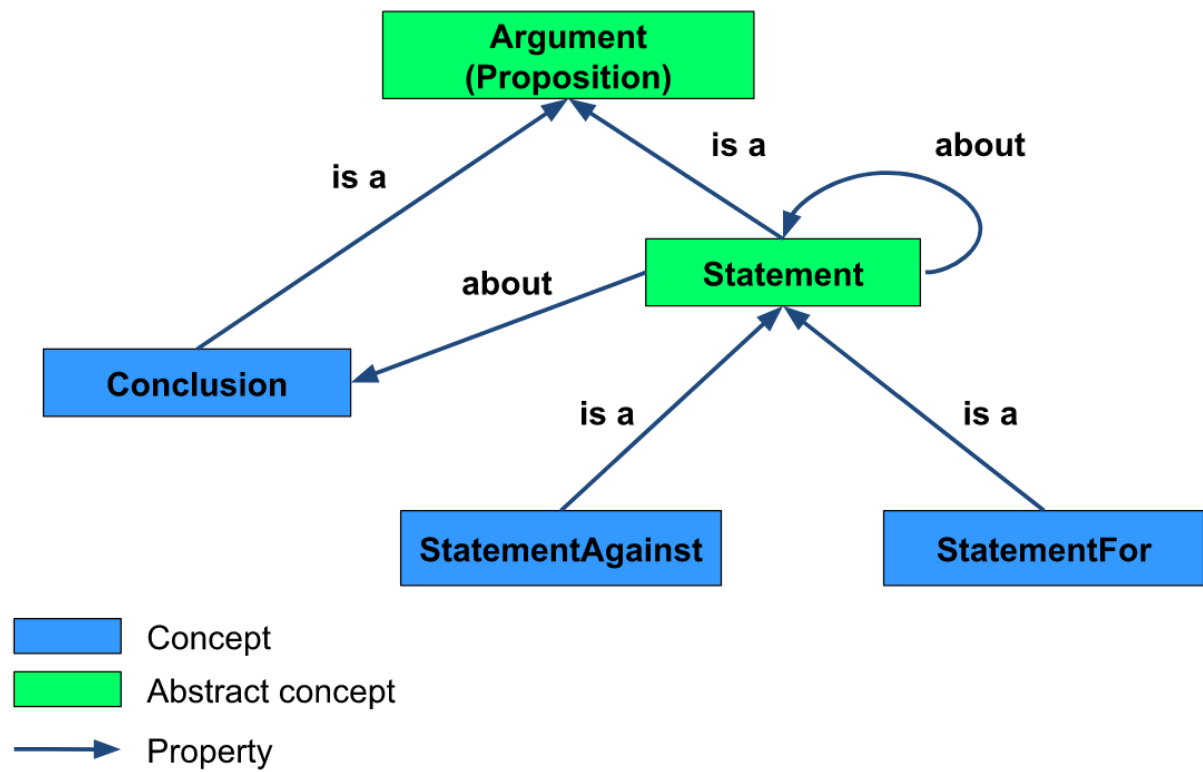 Argument
(Proposition)
is a
is a
about
Statement
about
Conclusion
is a
is a
StatementAgainst
StatementFor
Concept
Abstract concept
Property